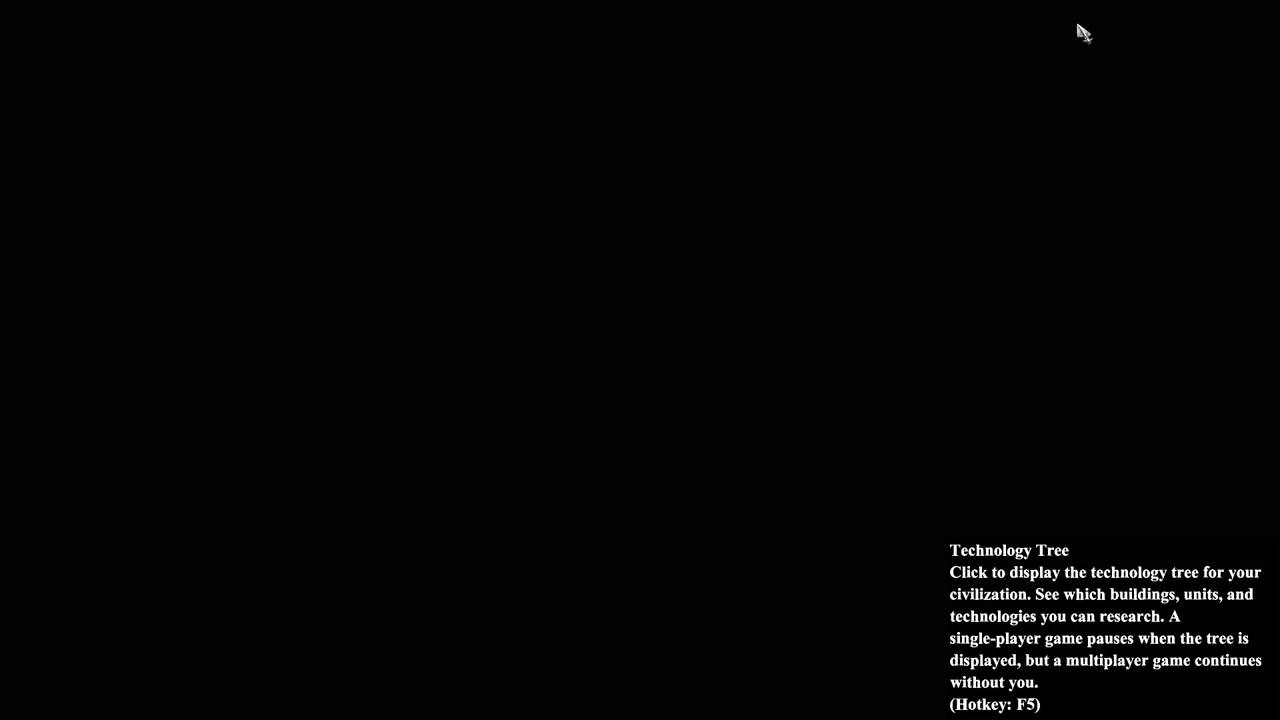 Technology Tree
Click to display the technology tree for your
civilization. See which buildings, units, and
technologies you can research. A
single-player game pauses when the tree is
displayed, but a multiplayer game continues
without you.
(Hotkey: F5)